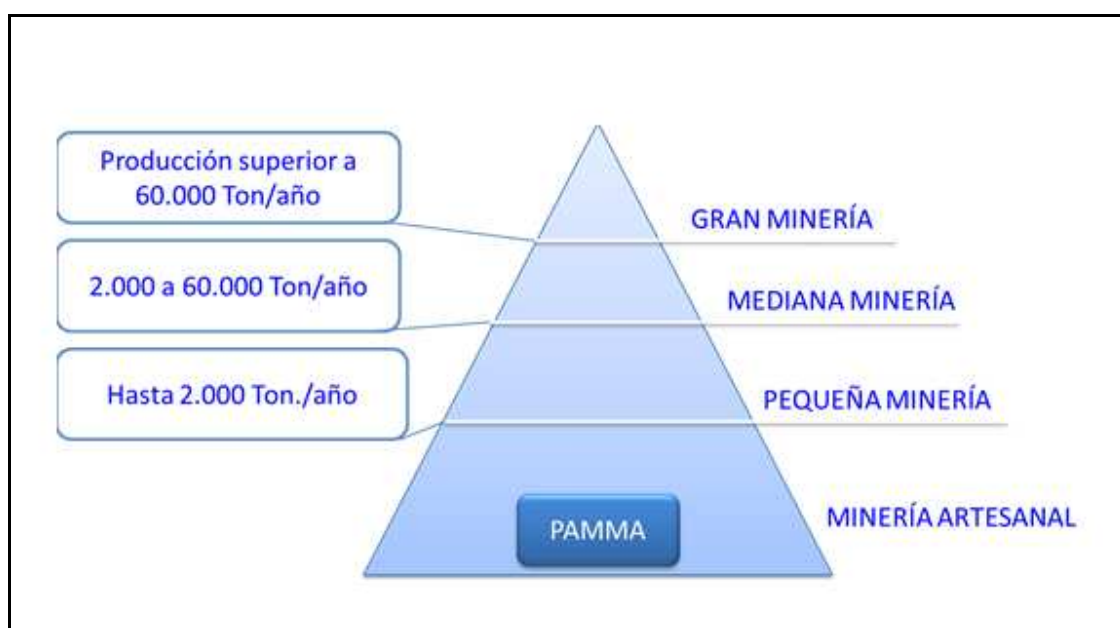 Producción superior a
60.000 Ton/año
GRAN MINERÍA
2.000 a 60.000 Ton/año
MEDIANA MINERÍA
Hasta 2.000 Ton./año
PEQUEÑA MINERÍA
MINERÍA ARTESANAL
PAMMA